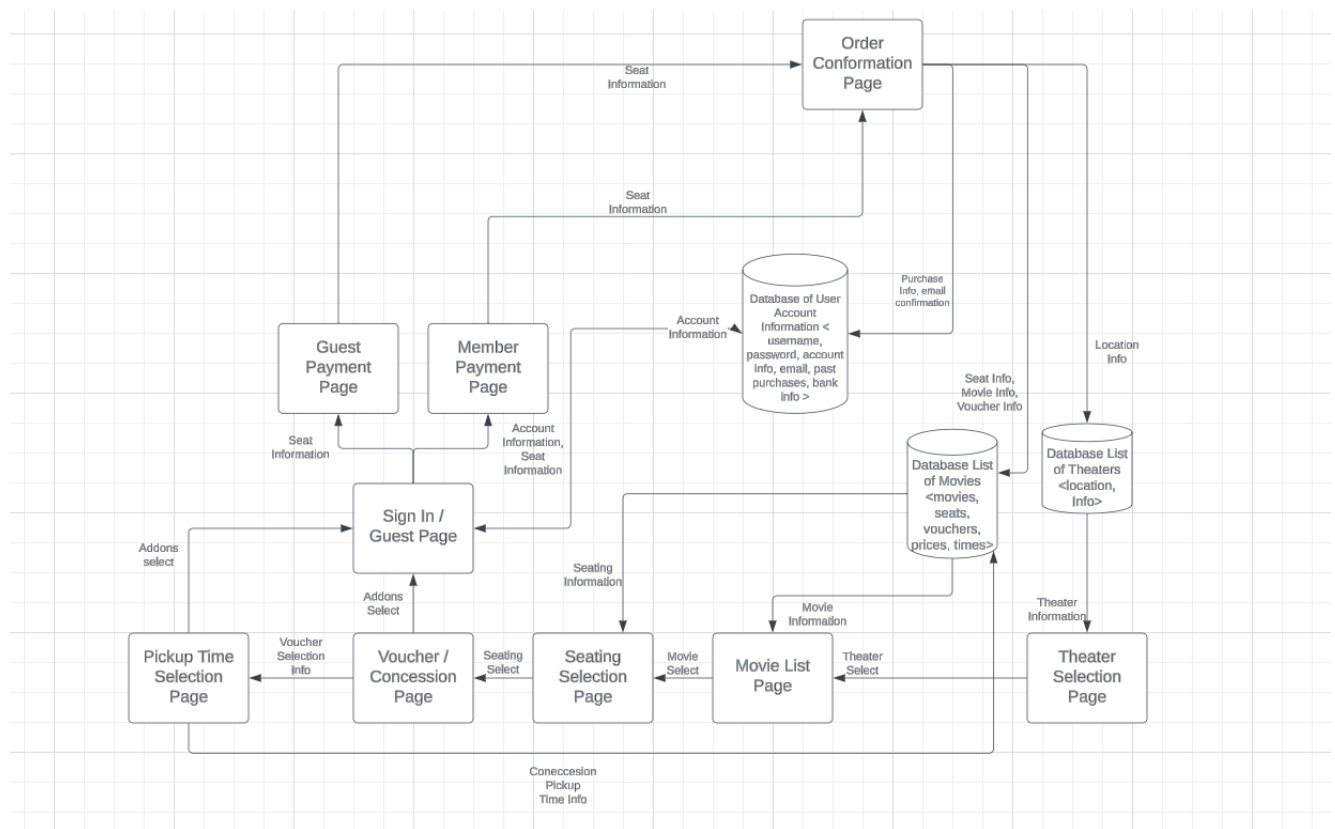 Order
Conformation
Page
Seat
Information
Seat
Information
Purchase
Info, email
confirmation
Database of User
Account
Information <
username,
password, account
info, email, past
purchases, bank
info >
Account
Information
Guest
Payment
Page
Member
Payment
Page
Location
Info
Seat Info,
Movie Info,
Voucher Info
Seat
Information
Account
Information,
Seat
Information
Database List
of Movies
<movies,
seats,
vouchers,
prices, times>
Database List
of Theaters
<location,
Info>
Sign In /
Guest Page
Addons
select
Addons
Select
Seating
Information
Movie
Information
Theater
Information
Pickup Time
Selection
Page
Voucher
Selection
Info
Voucher /
Concession
Page
Seating
Select
Seating
Selection
Page
Movie
Select
Movie List
Page
Theater
Select
Theater
Selection
Page
Coneccesion
Pickup
Time Info